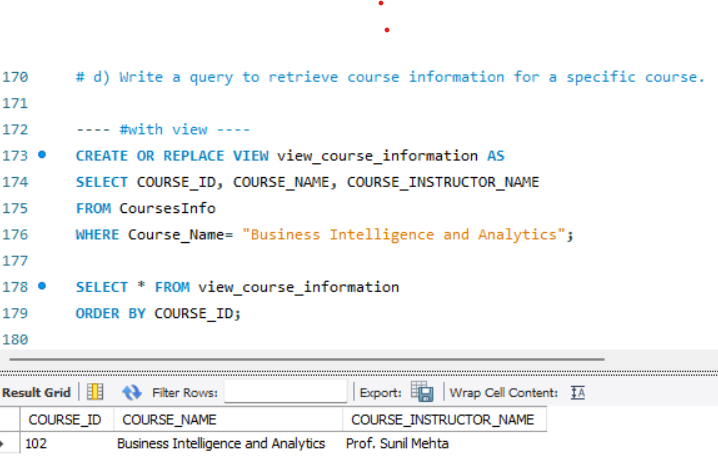 170 # d) Write a query to retrieve course information for a specific course.
171
172 ---- #with view ----
173 CREATE OR REPLACE VIEW view_course_information AS
174 SELECT COURSE_ID, COURSE_NAME, COURSE_INSTRUCTOR_NAME
175 FROM CoursesInfo
176 WHERE Course_Name= "Business Intelligence and Analytics";
177
178 SELECT * FROM view_course_information
179 ORDER BY COURSE_ID;
180
Result Grid Filter Rows: Export: Wrap Cell Content: IA
COURSE_ID COURSE_NAME COURSE_INSTRUCTOR_NAME
102 Business Intelligence and Analytics Prof. Sunil Mehta